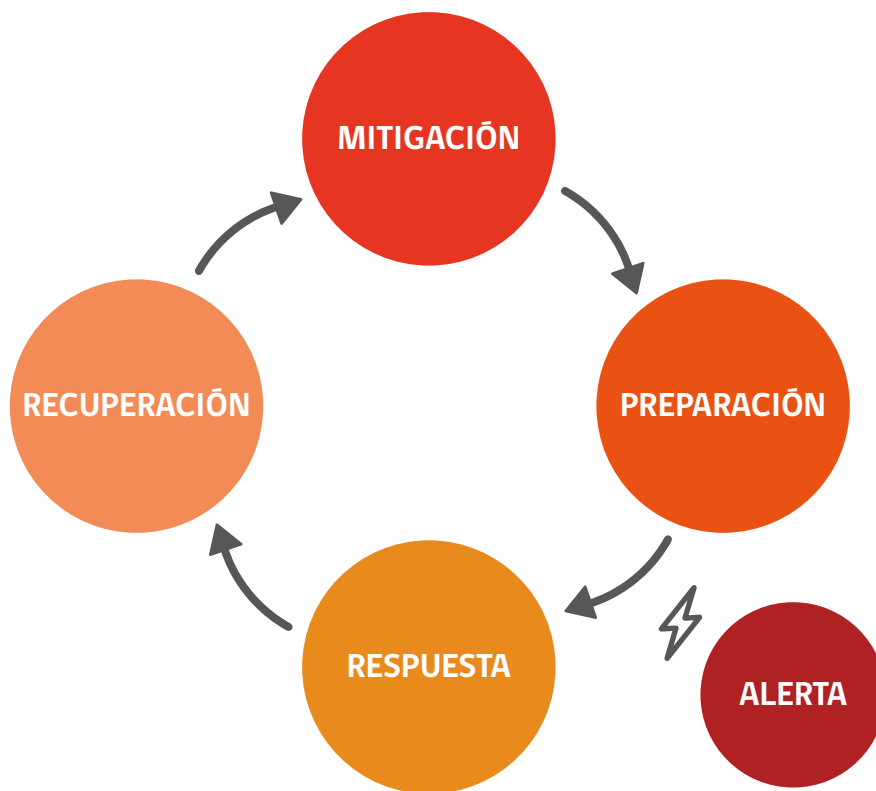 MITIGACIÓN
RECUPERACIÓN
PREPARACIÓN
RESPUESTA
ALERTA